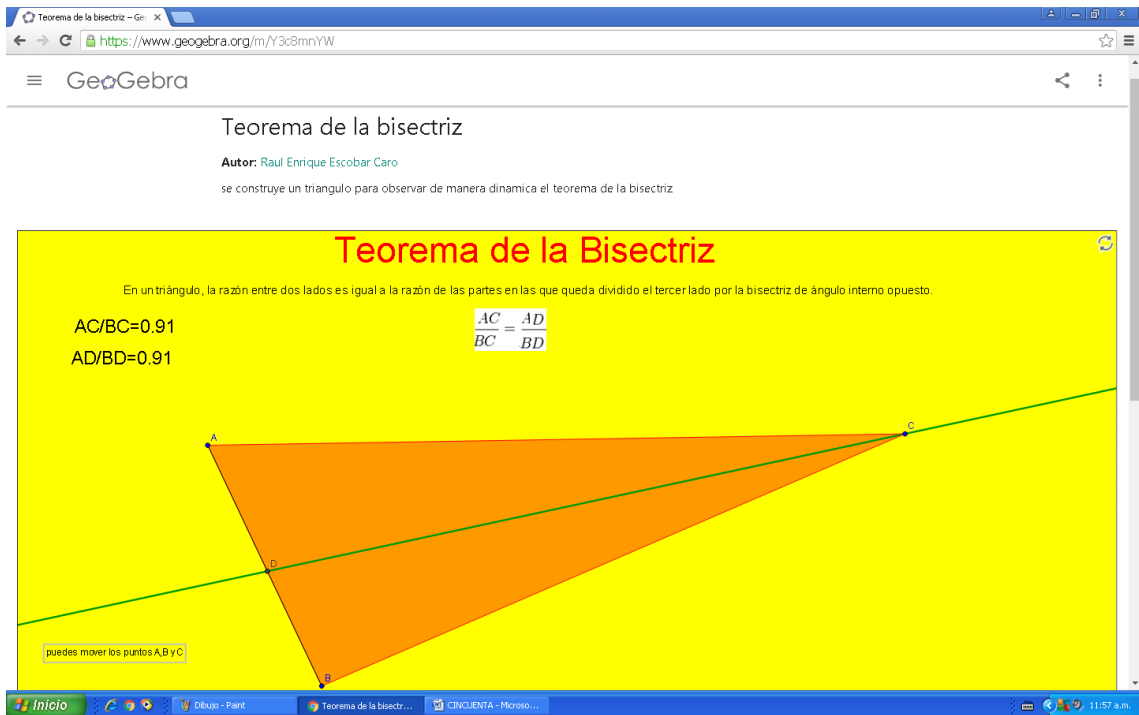 Teorema de la bisectriz – Ge
https://www.geogebra.org/m/Y3c8mnYW
GeoGebra
Teorema de la bisectriz
Autor: Raul Enrique Escobar Caro
se construye un triangulo para observar de manera dinamica el teorema de la bisectriz
Teorema de la Bisectriz
En un triángulo, la razón entre dos lados es igual a la razón de las partes en las que queda dividido el tercer lado por la bisectriz de ángulo interno opuesto.
AC/BC=0.91
AC/BC = AD/BD
AD/BD=0.91
A
C
D
B
puedes mover los puntos A,B y C
Inicio
Dibujo - Paint
Teorema de la bisectr...
CINCUENTA - Microso...
11:57 a.m.